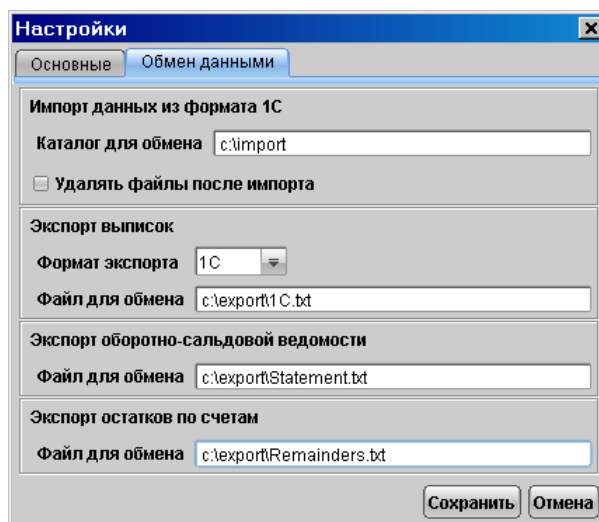 Настройки
Основные Обмен данными
Импорт данных из формата 1С
Каталог для обмена c:\import
Удалять файлы после импорта
Экспорт выписок
Формат экспорта 1С
Файл для обмена c:\export\1C.txt
Экспорт оборотно-сальдовой ведомости
Файл для обмена c:\export\Statement.txt
Экспорт остатков по счетам
Файл для обмена c:\export\Remainders.txt
Сохранить Отмена